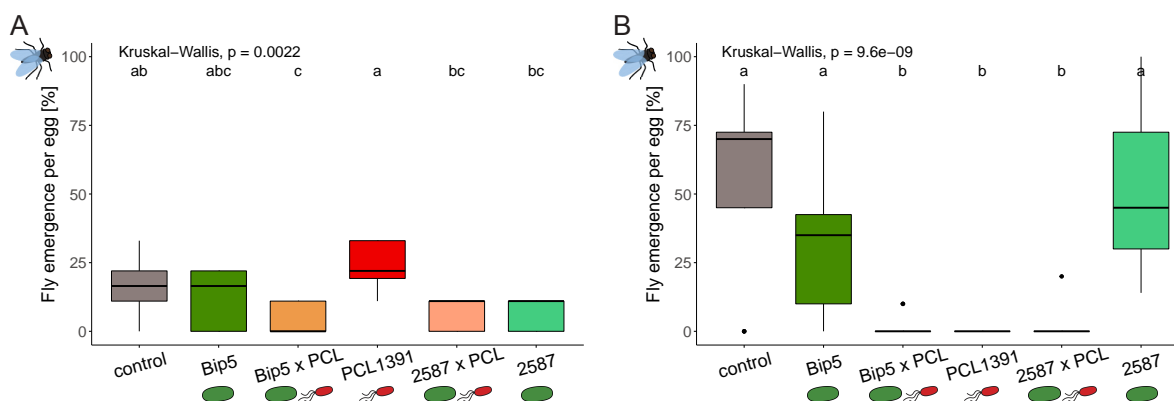 A
Kruskal−Wallis, p = 0.0022
ab abc c a bc bc
Fly emergence per egg [%]
100
75
50
25
0
control Bip5 Bip5 x PCL PCL1391 2587 x PCL 2587
B
Kruskal−Wallis, p = 9.6e−09
a a b b b a
Fly emergence per egg [%]
100
75
50
25
0
control Bip5 Bip5 x PCL PCL1391 2587 x PCL 2587